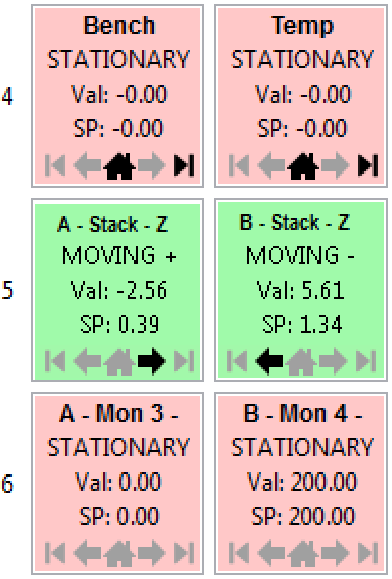 Bench
STATIONARY
Val: -0.00
SP: -0.00
Temp
STATIONARY
Val: -0.00
SP: -0.00
4
A - Stack - Z
MOVING +
Val: -2.56
SP: 0.39
B - Stack - Z
MOVING -
Val: 5.61
SP: 1.34
5
A - Mon 3 -
STATIONARY
Val: 0.00
SP: 0.00
B - Mon 4 -
STATIONARY
Val: 200.00
SP: 200.00
6